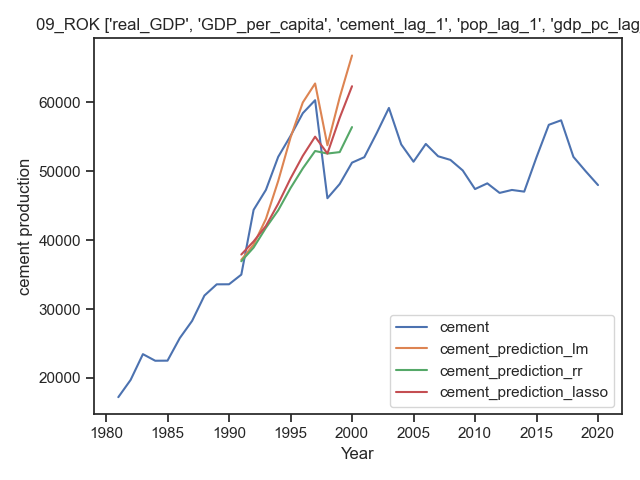 09_ROK ['real_GDP', 'GDP_per_capita', 'cement_lag_1', 'pop_lag_1', 'gdp_pc_lag
60000
50000
40000
30000
20000
cement production
cement
cement_prediction_lm
cement_prediction_rr
cement_prediction_lasso
1980 1985 1990 1995 2000 2005 2010 2015 2020
Year